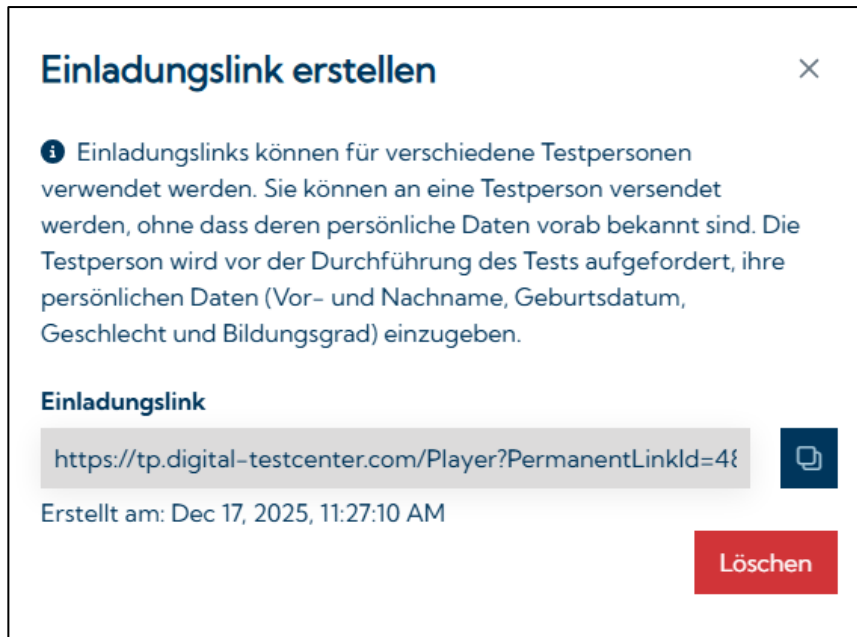 Einladungslink erstellen
Einladungslinks können für verschiedene Testpersonen
verwendet werden. Sie können an eine Testperson versendet
werden, ohne dass deren persönliche Daten vorab bekannt sind. Die
Testperson wird vor der Durchführung des Tests aufgefordert, ihre
persönlichen Daten (Vor- und Nachname, Geburtsdatum,
Geschlecht und Bildungsgrad) einzugeben.
Einladungslink
https://tp.digital-testcenter.com/Player?PermanentLinkId=48
Erstellt am: Dec 17, 2025, 11:27:10 AM
Löschen